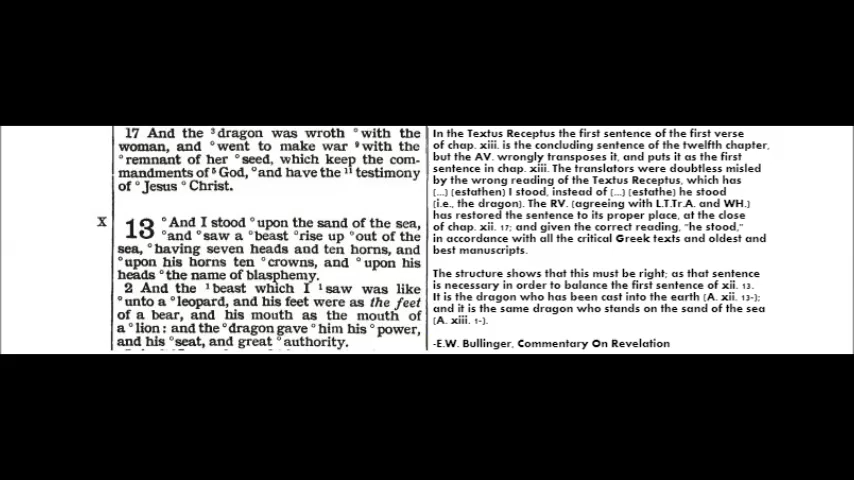 17 And the ³dragon was wroth °with the
woman, and °went to make war ⁹with the
°remnant of her °seed, which keep the com-
mandments of ⁵God, °and have the ¹¹testimony
of °Jesus °Christ.
X
13 °And I stood °upon the sand of the sea,
°and °saw a °beast °rise up °out of the
sea, °having seven heads and ten horns, and
°upon his horns ten °crowns, and °upon his
heads °the name of blasphemy.
2 And the ¹beast which I ¹saw was like
°unto a °leopard, and his feet were as the feet
of a bear, and his mouth as the mouth of
a °lion: and the °dragon gave °him his °power,
and his °seat, and great °authority.
In the Textus Receptus the first sentence of the first verse
of chap. xiii. is the concluding sentence of the twelfth chapter,
but the AV. wrongly transposes it, and puts it as the first
sentence in chap. xiii. The translators were doubtless misled
by the wrong reading of the Textus Receptus, which has
[...] (estathen) I stood, instead of [...] (estathe) he stood
(i.e., the dragon). The RV. (agreeing with L.T.Tr.A. and WH.)
has restored the sentence to its proper place, at the close
of chap. xii. 17; and given the correct reading, "he stood,"
in accordance with all the critical Greek texts and oldest and
best manuscripts.
The structure shows that this must be right; as that sentence
is necessary in order to balance the first sentence of xii. 13.
It is the dragon who has been cast into the earth (A. xii. 13-);
and it is the same dragon who stands on the sand of the sea
(A. xiii. 1-).
-E.W. Bullinger, Commentary On Revelation